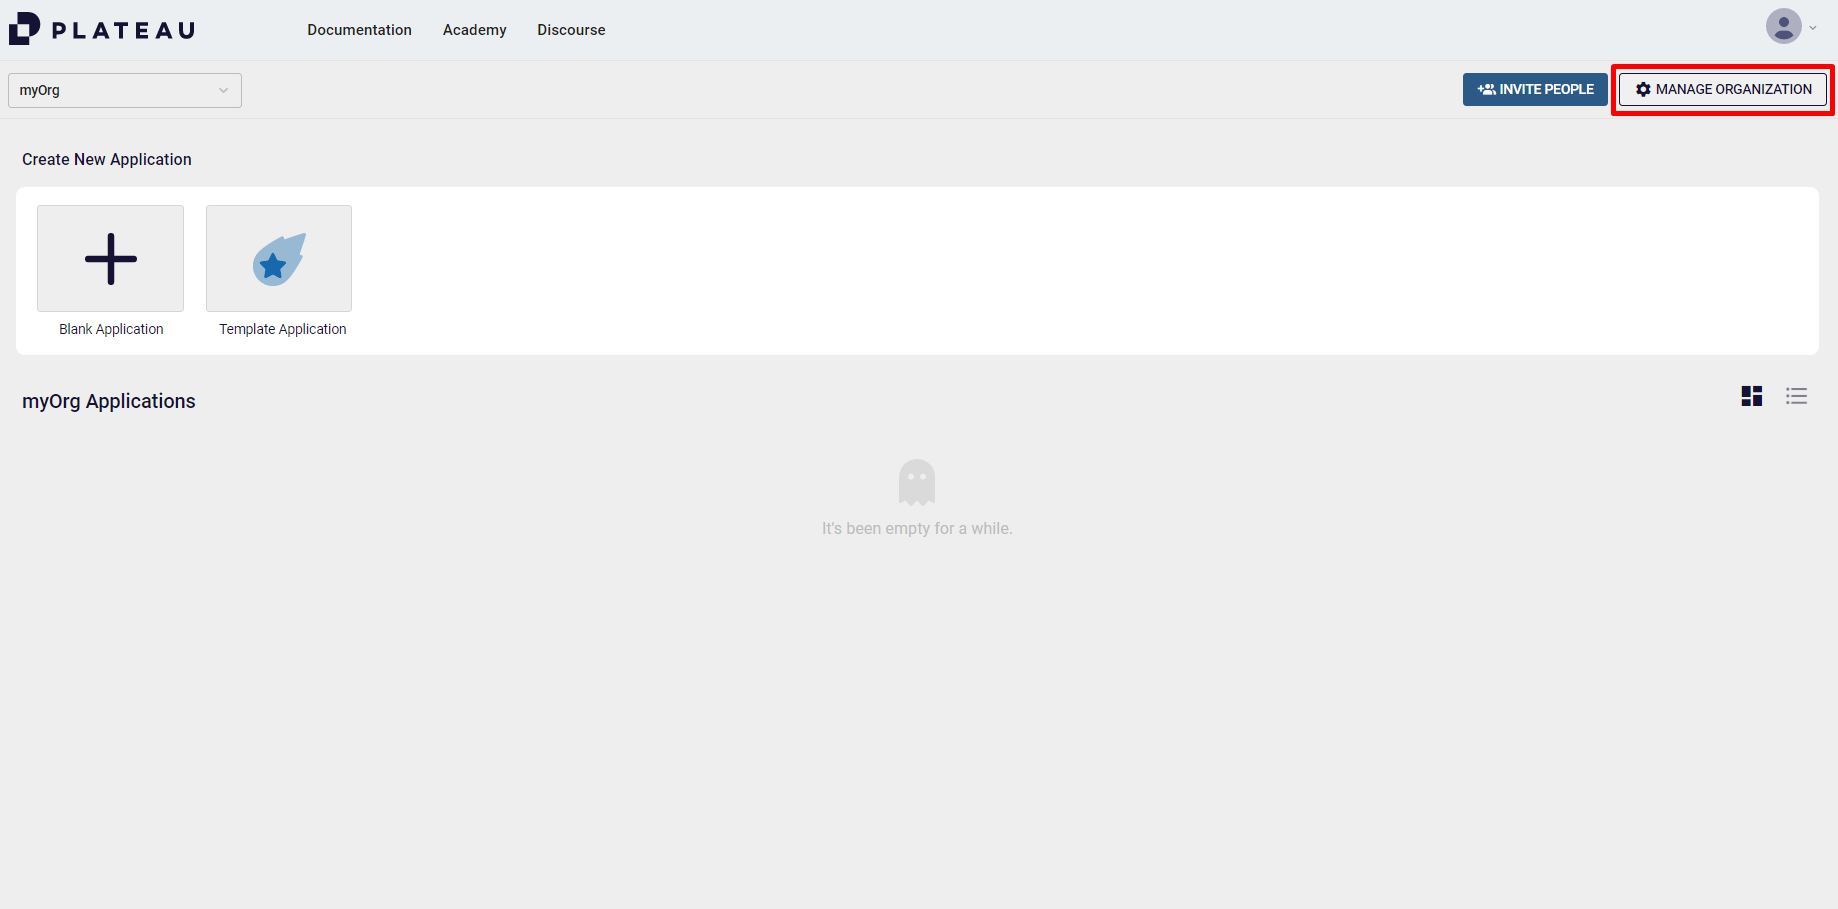 PLATEAU
Documentation Academy Discourse
myOrg
INVITE PEOPLE
MANAGE ORGANIZATION
Create New Application
Blank Application
Template Application
myOrg Applications
It's been empty for a while.